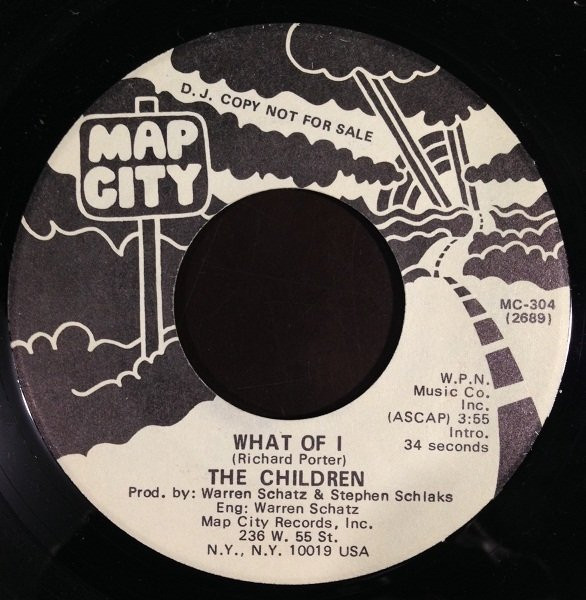 D.J. COPY NOT FOR SALE
MAP
CITY
MC-304
(2689)
W.P.N.
Music Co.
Inc.
(ASCAP) 3:55
Intro.
34 seconds
WHAT OF I
(Richard Porter)
THE CHILDREN
Prod. by: Warren Schatz & Stephen Schlaks
Eng: Warren Schatz
Map City Records, Inc.
236 W. 55 St.
N.Y., N.Y. 10019 USA